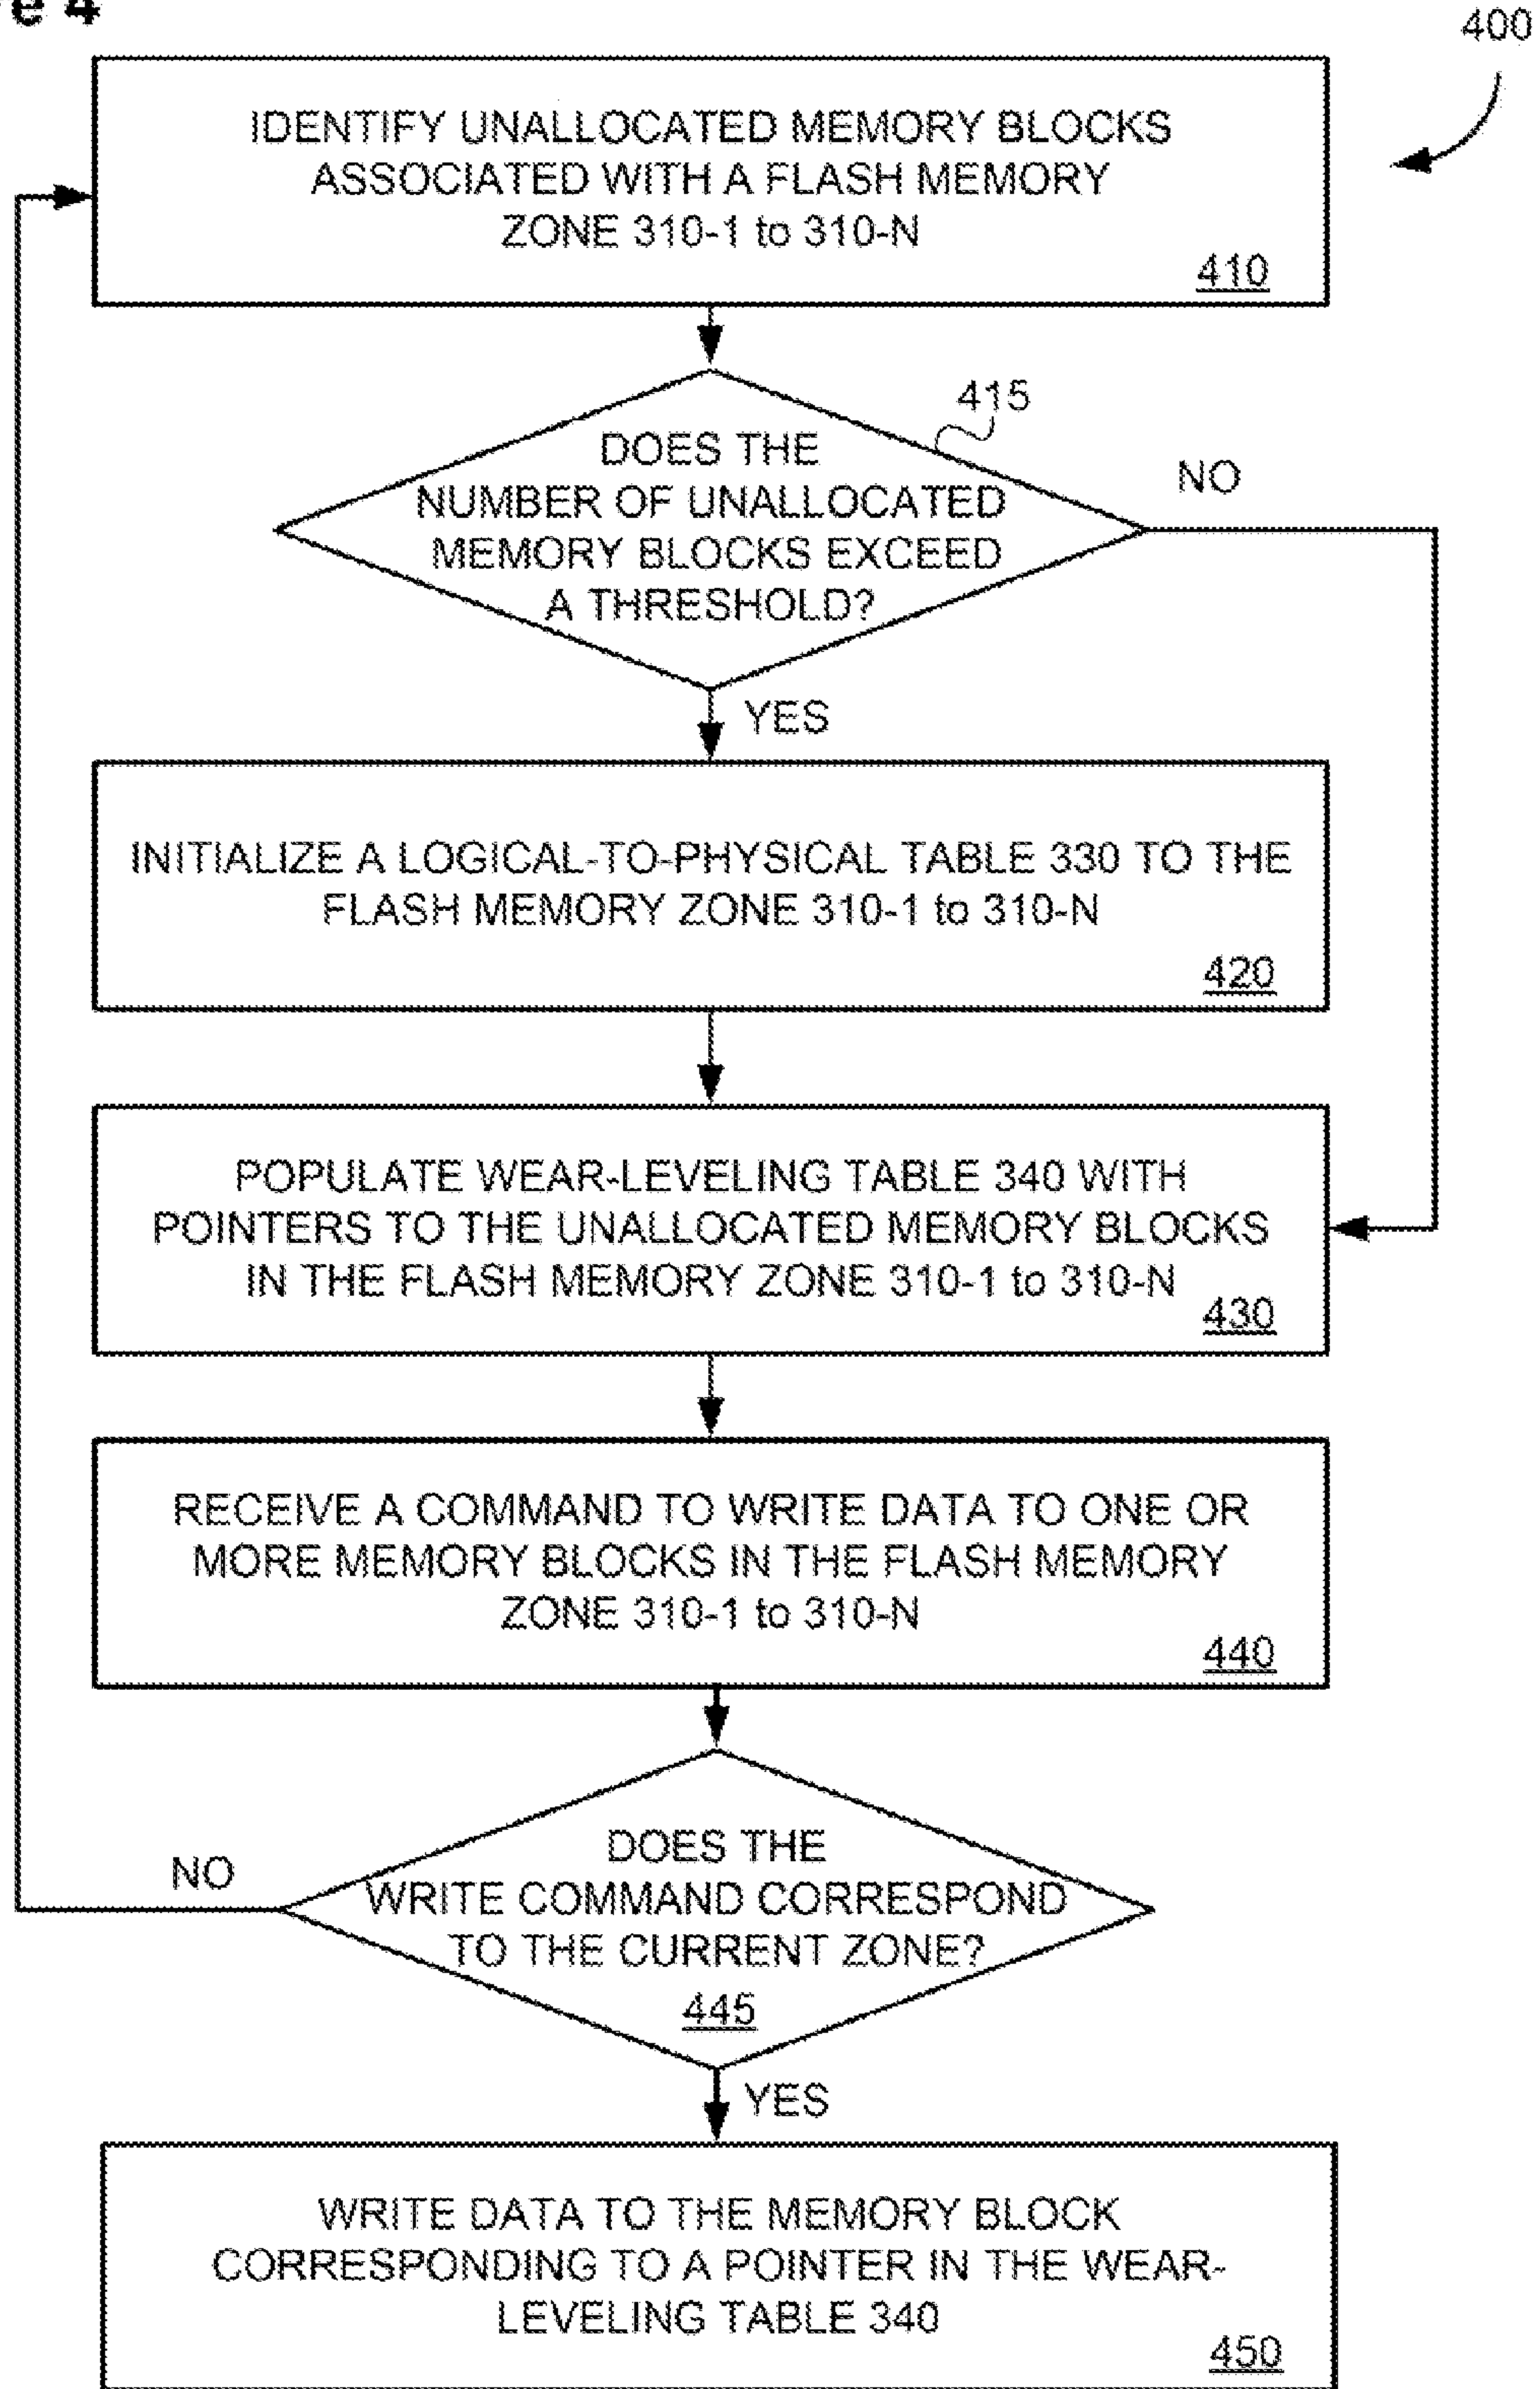 e 4
400
IDENTIFY UNALLOCATED MEMORY BLOCKS
ASSOCIATED WITH A FLASH MEMORY
ZONE 310-1 to 310-N
410
415
DOES THE
NUMBER OF UNALLOCATED
MEMORY BLOCKS EXCEED
A THRESHOLD?
NO
YES
INITIALIZE A LOGICAL-TO-PHYSICAL TABLE 330 TO THE
FLASH MEMORY ZONE 310-1 to 310-N
420
POPULATE WEAR-LEVELING TABLE 340 WITH
POINTERS TO THE UNALLOCATED MEMORY BLOCKS
IN THE FLASH MEMORY ZONE 310-1 to 310-N
430
RECEIVE A COMMAND TO WRITE DATA TO ONE OR
MORE MEMORY BLOCKS IN THE FLASH MEMORY
ZONE 310-1 to 310-N
440
DOES THE
WRITE COMMAND CORRESPOND
TO THE CURRENT ZONE?
445
NO
YES
WRITE DATA TO THE MEMORY BLOCK
CORRESPONDING TO A POINTER IN THE WEAR-
LEVELING TABLE 340
450